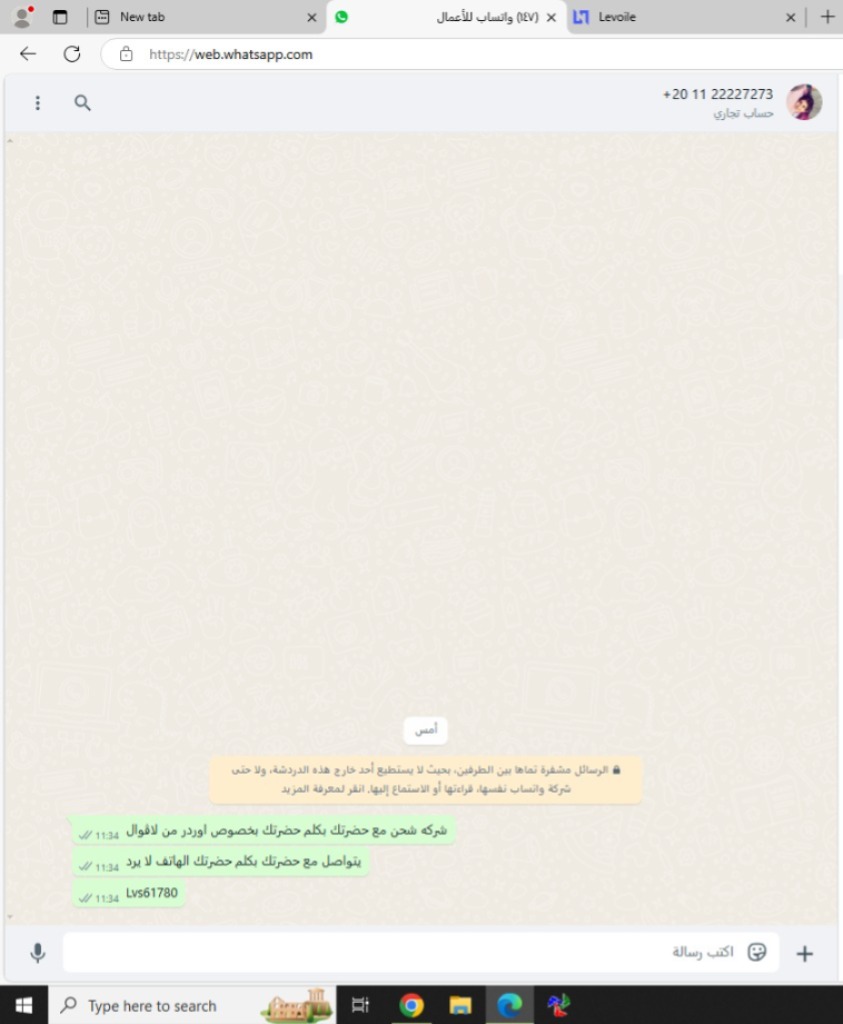 New tab
(١٤٧) واتساب للأعمال
Levoile
https://web.whatsapp.com
+20 11 22227273
حساب تجاري
أمس
الرسائل مشفرة تماما بين الطرفين، بحيث لا يستطيع أحد خارج هذه الدردشة، ولا حتى
شركة واتساب نفسها، قراءتها أو الاستماع إليها. انقر لمعرفة المزيد
شركه شحن مع حضرتك بكلم حضرتك بخصوص اوردر من لاڤوال 11:34
يتواصل مع حضرتك بكلم حضرتك الهاتف لا يرد 11:34
Lvs61780 11:34
اكتب رسالة
Type here to search